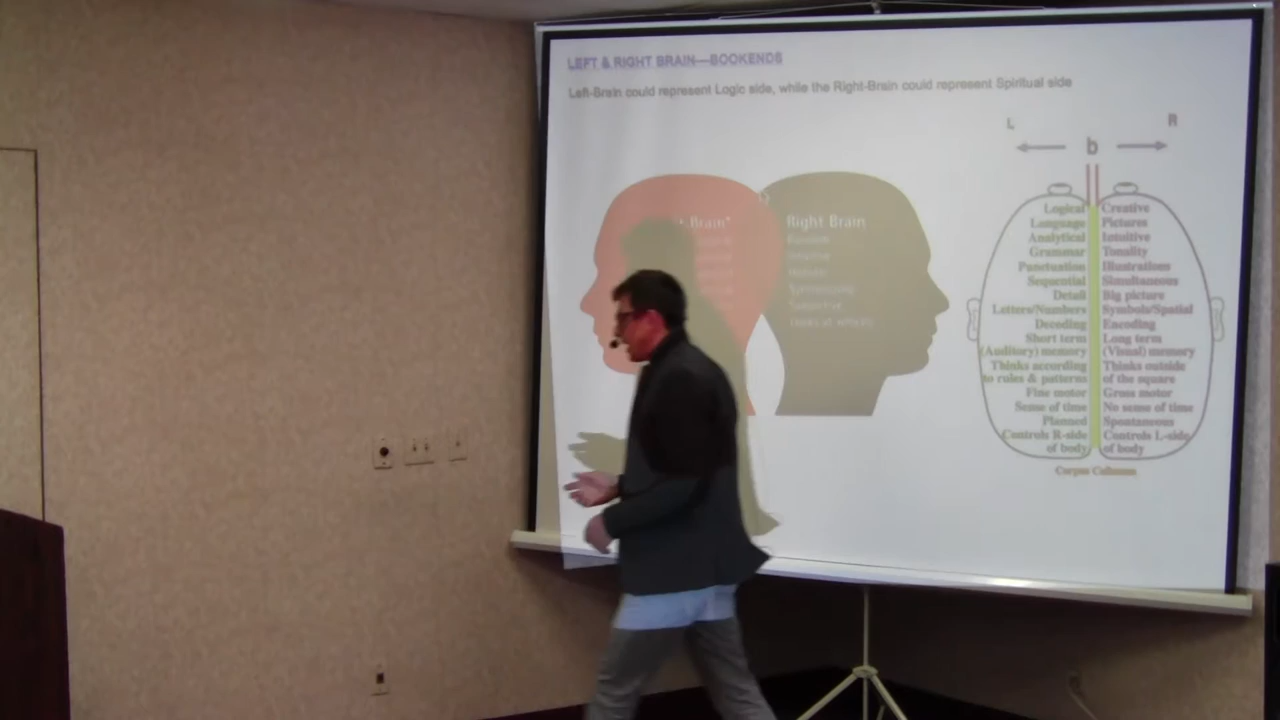 LEFT & RIGHT BRAIN—BOOKENDS
Left-Brain could represent Logic side, while the Right-Brain could represent Spiritual side
L
R
b
Right Brain
Logical
Creative
Language
Pictures
Analytical
Intuitive
Grammar
Tonality
Punctuation
Illustrations
Sequential
Simultaneous
Detail
Big picture
Letters/Numbers
Symbols/Spatial
Decoding
Encoding
Short term
Long term
(Auditory) memory
(Visual) memory
Thinks according
Thinks outside
to rules & patterns
of the square
Fine motor
Gross motor
Sense of time
No sense of time
Planned
Spontaneous
Controls R-side
Controls L-side
of body
of body